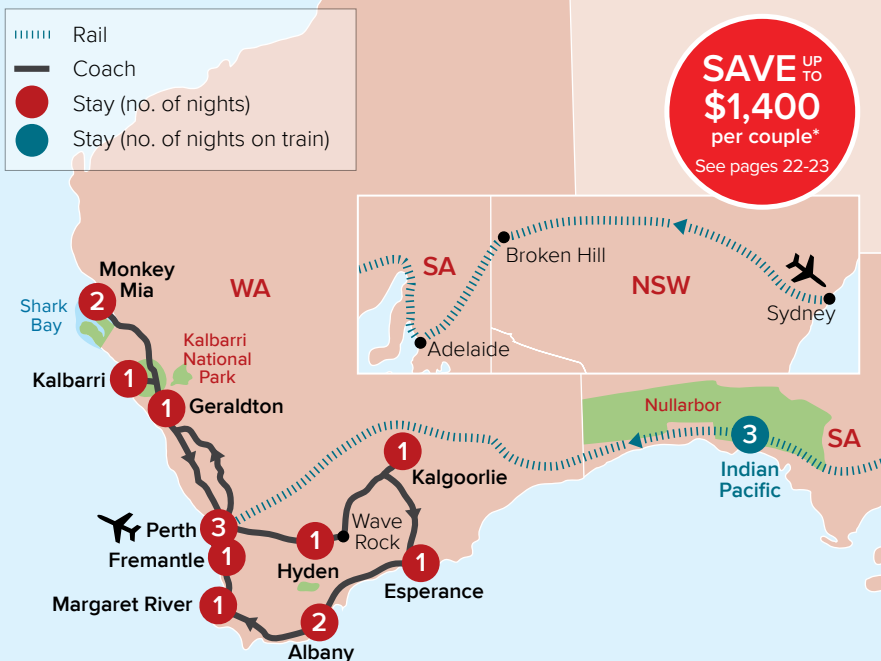 Rail
Coach
Stay (no. of nights)
Stay (no. of nights on train)
SAVE UP TO
$1,400
per couple*
See pages 22-23
SA
Broken Hill
NSW
Sydney
Adelaide
Monkey
Mia
2
WA
Shark
Bay
Kalbarri
National
Park
Kalbarri
1
1
Geraldton
Nullarbor
3
SA
Indian
Pacific
1
Kalgoorlie
Perth
3
Wave
Rock
1
Hyden
Fremantle
1
1
Esperance
Margaret River
1
2
Albany